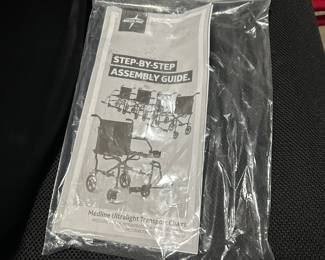 STEP-BY-STEP
ASSEMBLY GUIDE.
Medline Ultralight Transport Chairs